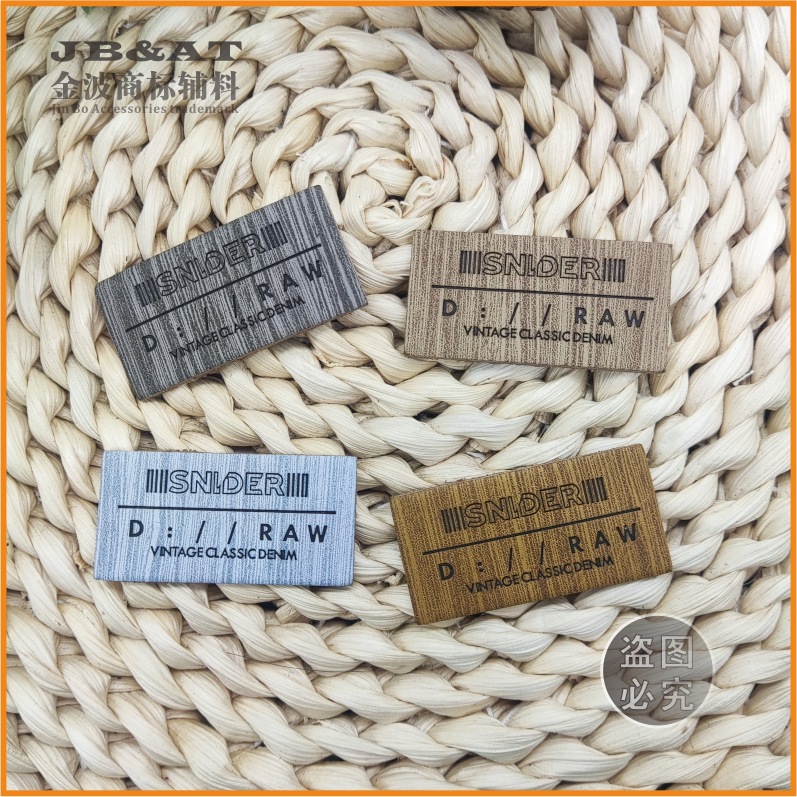 JB&AT
金波商标辅料
Jin Bo Accessories trademark
SNLDER
D : / / RAW
VINTAGE CLASSIC DENIM
SNLDER
D : / / RAW
VINTAGE CLASSIC DENIM
SNLDER
D : / / RAW
VINTAGE CLASSIC DENIM
SNLDER
D : / / RAW
VINTAGE CLASSIC DENIM
盗图
必究